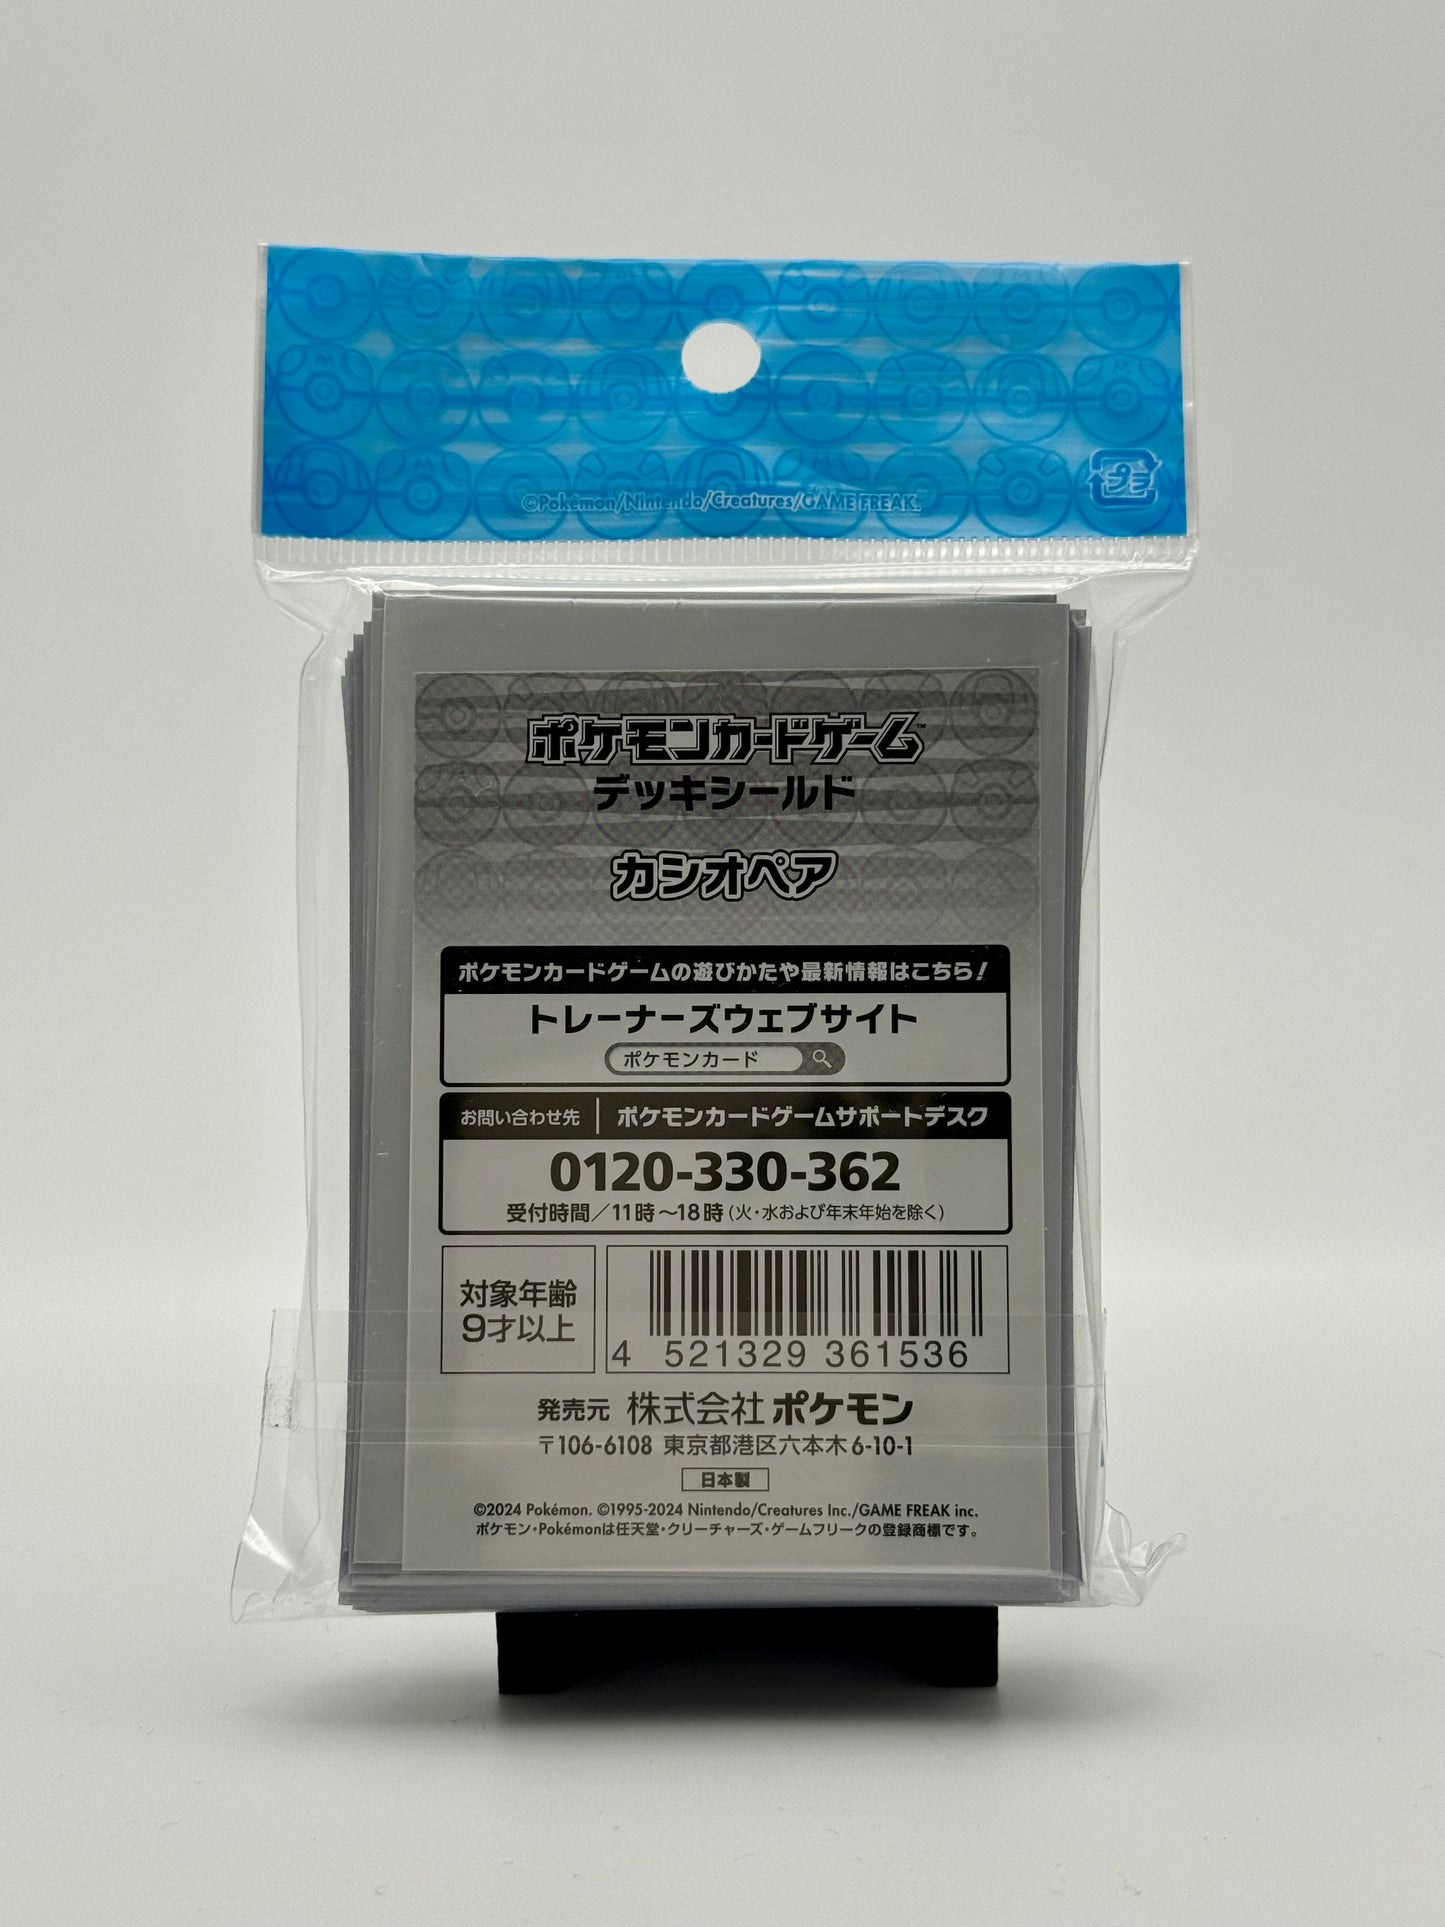 ©Pokémon/Nintendo/Creatures/GAME FREAK.
プラ
ポケモンカードゲーム™
デッキシールド
カシオペア
ポケモンカードゲームの遊びかたや最新情報はこちら!
トレーナーズウェブサイト
ポケモンカード
お問い合わせ先 | ポケモンカードゲームサポートデスク
0120-330-362
受付時間/11時〜18時(火・水および年末年始を除く)
対象年齢
9才以上
4 521329 361536
発売元 株式会社ポケモン
〒106-6108 東京都港区六本木6-10-1
日本製
©2024 Pokémon. ©1995-2024 Nintendo/Creatures Inc./GAME FREAK inc.
ポケモン・Pokémonは任天堂・クリーチャーズ・ゲームフリークの登録商標です。